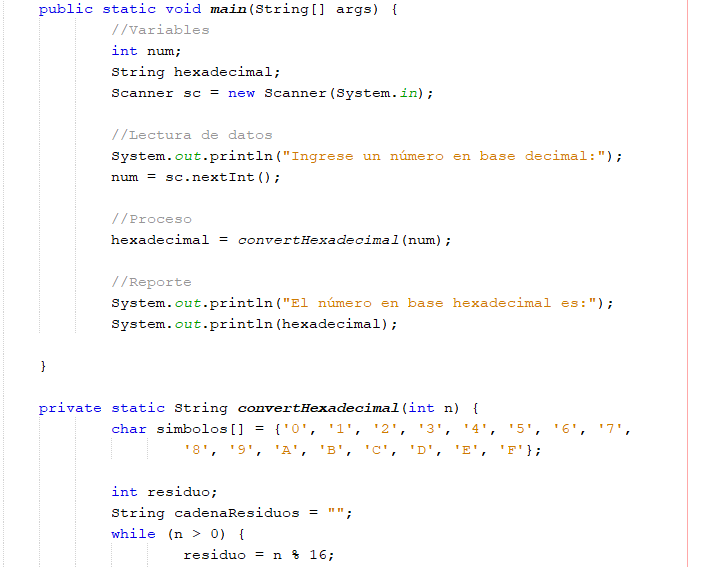 public static void main(String[] args) {
//Variables
int num;
String hexadecimal;
Scanner sc = new Scanner(System.in);
//Lectura de datos
System.out.println("Ingrese un número en base decimal:");
num = sc.nextInt();
//Proceso
hexadecimal = convertHexadecimal(num);
//Reporte
System.out.println("El número en base hexadecimal es:");
System.out.println(hexadecimal);
}
private static String convertHexadecimal(int n) {
char simbolos[] = {'0', '1', '2', '3', '4', '5', '6', '7',
'8', '9', 'A', 'B', 'C', 'D', 'E', 'F'};
int residuo;
String cadenaResiduos = "";
while (n > 0) {
residuo = n % 16;